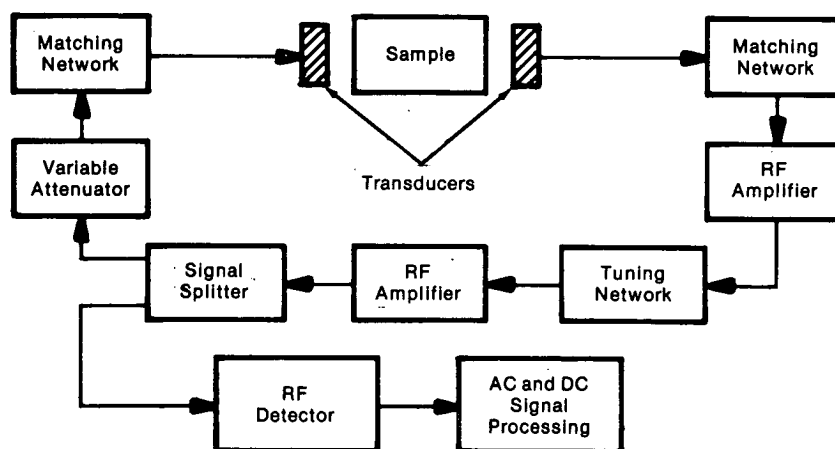 Matching
Network
Sample
Matching
Network
Variable
Attenuator
Transducers
RF
Amplifier
Signal
Splitter
RF
Amplifier
Tuning
Network
RF
Detector
AC and DC
Signal
Processing